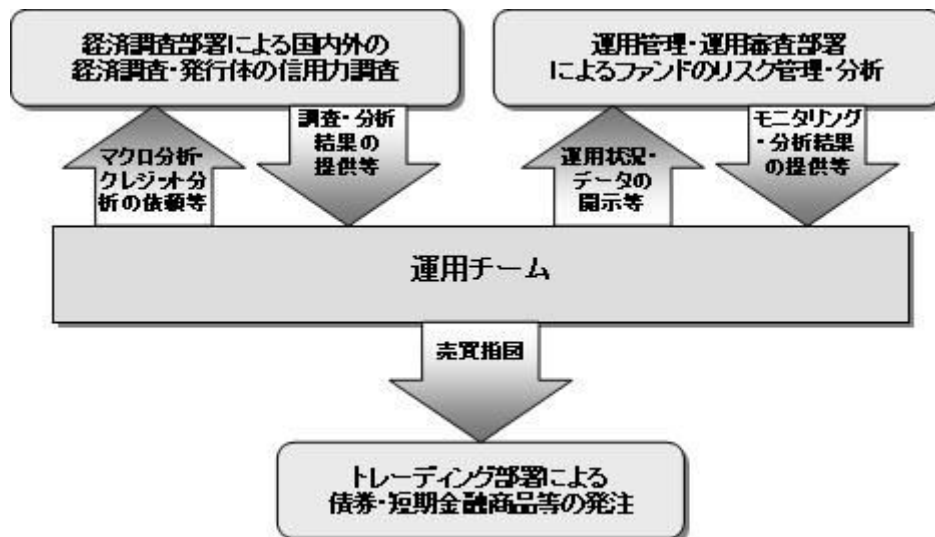 経済調査部署による国内外の
経済調査・発行体の信用力調査
運用管理・運用審査部署
によるファンドのリスク管理・分析
マクロ分析・
クレジット分
析の依頼等
調査・分析
結果の
提供等
運用状況・
データの
開示等
モニタリング
・分析結果
の提供等
運用チーム
売買指図
トレーディング部署による
債券・短期金融商品等の発注